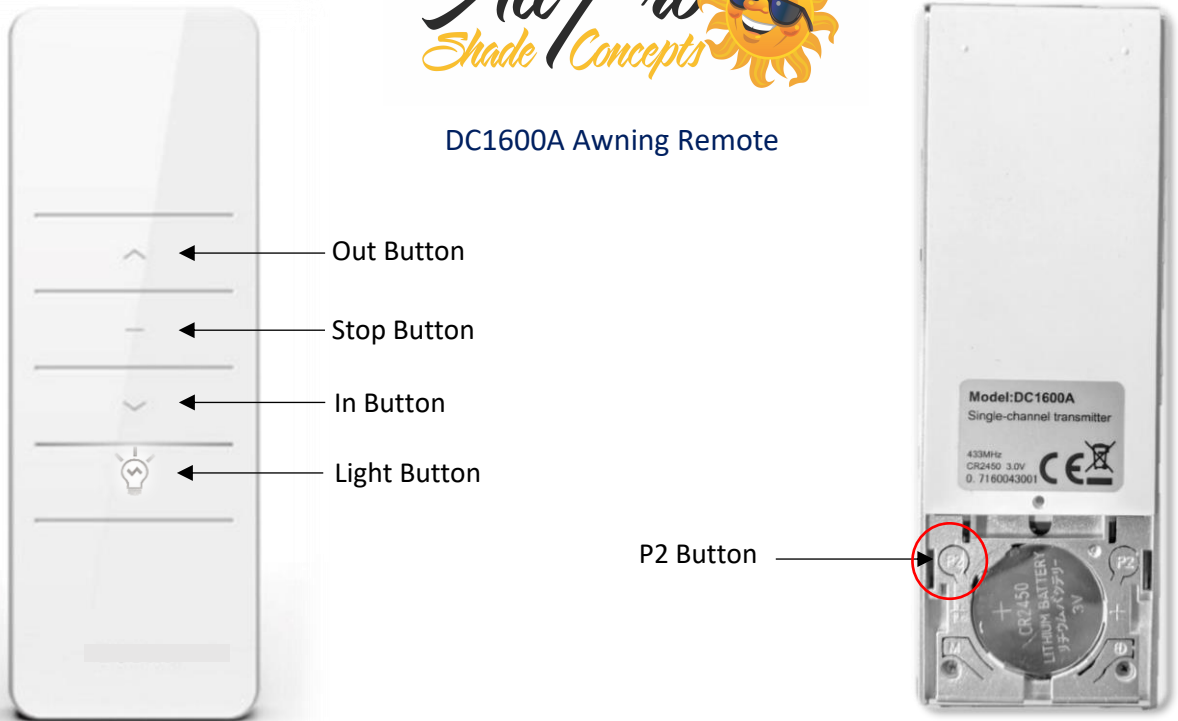 Shade Concepts
DC1600A Awning Remote
Out Button
Stop Button
In Button
Light Button
P2 Button
Model:DC1600A
Single-channel transmitter
433MHz
CR2450 3.0V
0. 7160043001
CE
P2
P2
+
+
M
CR2450
LITHIUM BATTERY
リチウムバッテリー
3V